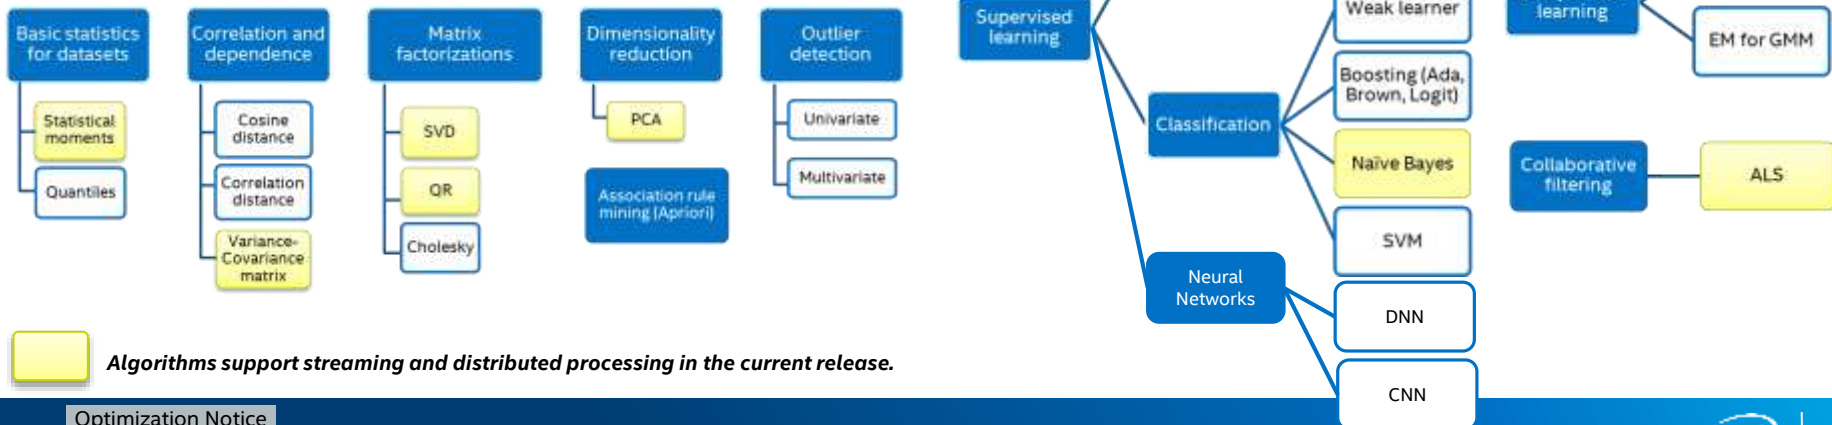 Basic statistics
for datasets
Statistical
moments
Quantiles
Correlation and
dependence
Cosine
distance
Correlation
distance
Variance-
Covariance
matrix
Matrix
factorizations
SVD
QR
Cholesky
Dimensionality
reduction
PCA
Association rule
mining (Apriori)
Outlier
detection
Univariate
Multivariate
Supervised
learning
Classification
Weak learner
Boosting (Ada,
Brown, Logit)
Naïve Bayes
SVM
Neural
Networks
DNN
CNN
learning
EM for GMM
Collaborative
filtering
ALS
Algorithms support streaming and distributed processing in the current release.
Optimization Notice